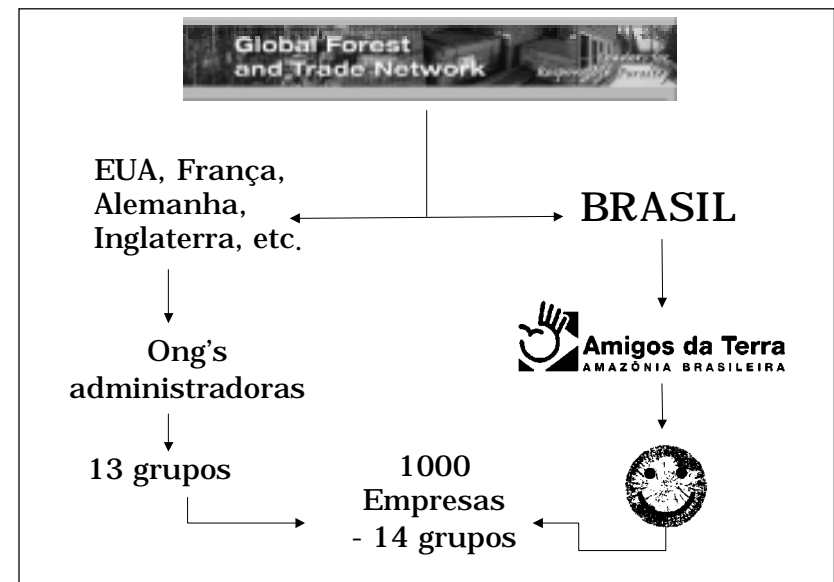 Global Forest
and Trade Network
EUA, França,
Alemanha,
Inglaterra, etc.
BRASIL
Ong's
administradoras
Amigos da Terra
AMAZÔNIA BRASILEIRA
13 grupos
1000
Empresas
- 14 grupos